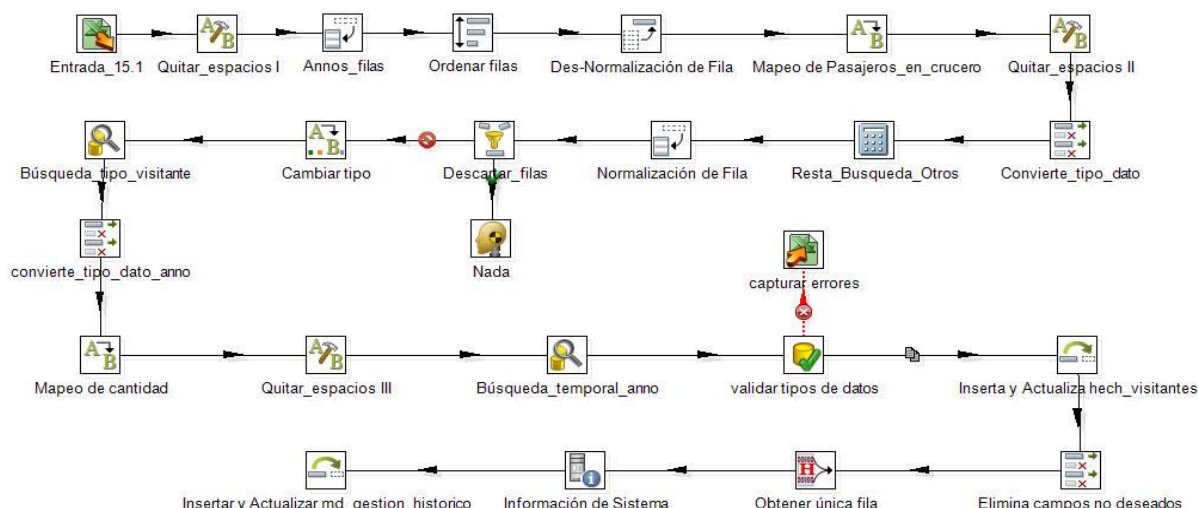 Entrada_15.1
Quitar_espacios I
Annos_filas
Ordenar filas
Des-Normalización de Fila
Mapeo de Pasajeros_en_crucero
Quitar_espacios II
Búsqueda_tipo_visitante
Cambiar tipo
Descartar_filas
Normalización de Fila
Resta_Busqueda_Otros
Convierte_tipo_dato
convierte_tipo_dato_anno
Nada
capturar errores
Mapeo de cantidad
Quitar_espacios III
Búsqueda_temporal_anno
validar tipos de datos
Inserta y Actualiza hech_visitantes
Insertar y Actualizar md_gestion_historico
Información de Sistema
Obtener única fila
Elimina campos no deseados